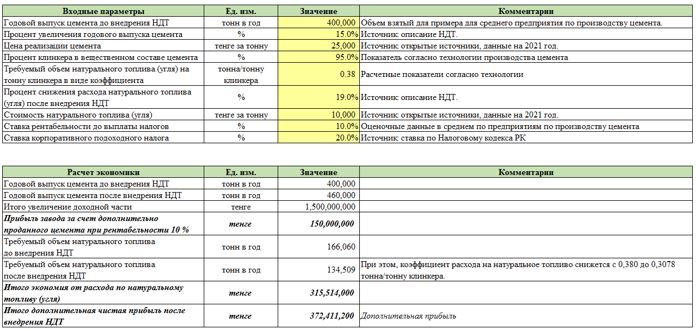 Входные параметры Ед. изм. Значение Комментарии
Годовой выпуск цемента до внедрения НДТ тонн в год 400,000 Объем взятый для примера для среднего предприятия по производству цемента.
Процент увеличения годового выпуска цемента % 15.0% Источник: описание НДТ.
Цена реализации цемента тенге за тонну 25,000 Источник: открытые источники, данные на 2021 год.
Процент клинкера в вещественном составе цемента % 95.0% Показатель согласно технологии производства цемента
Требуемый объем натурального топлива (угля) на тонну/тонну 0.38 Расчетные показатели согласно технологии
тонну клинкера в виде коэффициента клинкера
Процент снижения расхода натурального топлива % 19.0% Источник: описание НДТ.
(угля) после внедрения НДТ
Стоимость натурального топлива (угля) тенге 10,000 Источник: открытые источники, данные на 2021 год.
Ставка рентабельности до выплаты налогов % 10.0% Оценочные данные в среднем по предприятиям по производству цемента
Ставка корпоративного подоходного налога % 20.0% Источник: ставка по Налоговому кодекса РК
Расчет экономики Ед. изм. Значение Комментарии
Годовой выпуск цемента до внедрения НДТ тонн в год 400,000
Годовой выпуск цемента после внедрения НДТ тонн в год 460,000
Итого увеличение доходной части тенге 1,500,000,000
Прибыль завода за счет дополнительно тенге 150,000,000
проданного цемента при рентабельности 10 %
Требуемый объем натурального топлива тонн в год 166,060
до внедрения НДТ
Требуемый объем натурального топлива тонн в год 134,509 При этом, коэффициент расхода на натуральное топливо снижется с 0,380 до 0,3078
после внедрения НДТ тонна/тонну клинкера.
Итого экономия от расхода по натуральному тенге 315,514,000
топливу (угля)
Итого дополнительная чистая прибыль после тенге 372,411,200 Дополнительная прибыль
внедрения НДТ